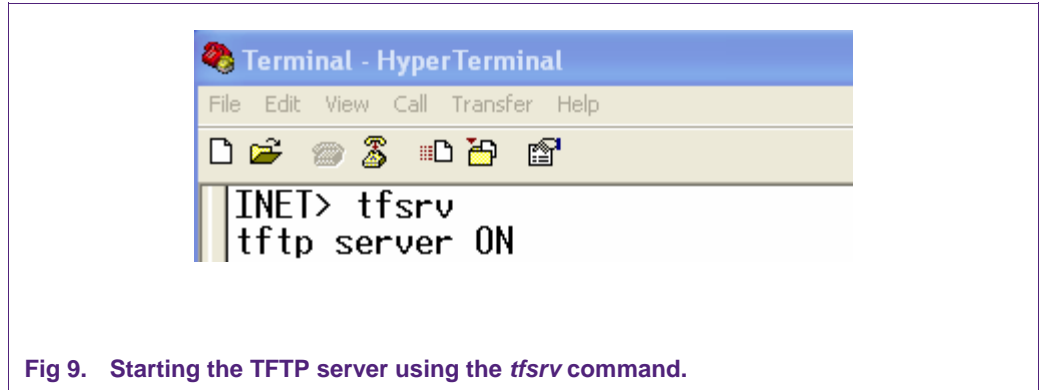 Terminal - HyperTerminal
File Edit View Call Transfer Help
INET> tfsrv
tftp server ON
Fig 9. Starting the TFTP server using the tfsrv command.